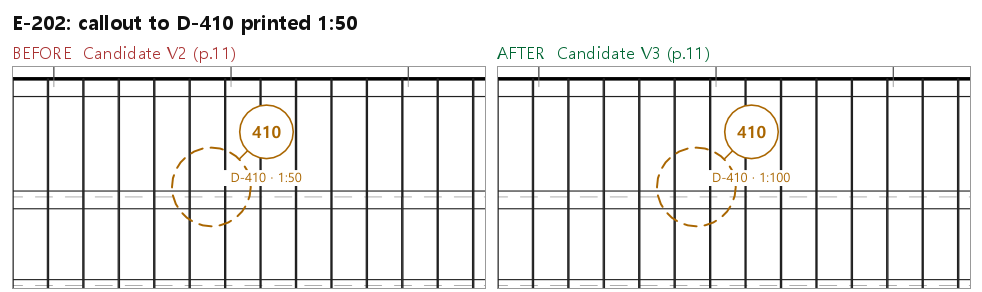 E-202: callout to D-410 printed 1:50
BEFORE Candidate V2 (p.11)
AFTER Candidate V3 (p.11)
410
D-410 · 1:50
410
D-410 · 1:100